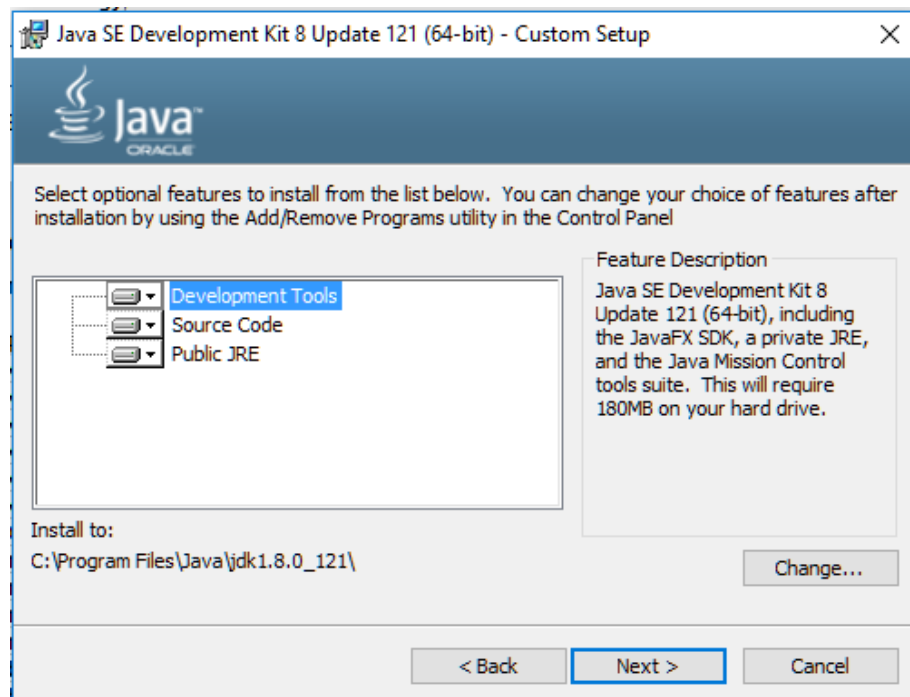 Java SE Development Kit 8 Update 121 (64-bit) - Custom Setup
Java™
ORACLE
Select optional features to install from the list below.  You can change your choice of features after
installation by using the Add/Remove Programs utility in the Control Panel
Development Tools
Source Code
Public JRE
Feature Description
Java SE Development Kit 8
Update 121 (64-bit), including
the JavaFX SDK, a private JRE,
and the Java Mission Control
tools suite.  This will require
180MB on your hard drive.
Install to:
C:\Program Files\Java\jdk1.8.0_121\
Change...
< Back
Next >
Cancel